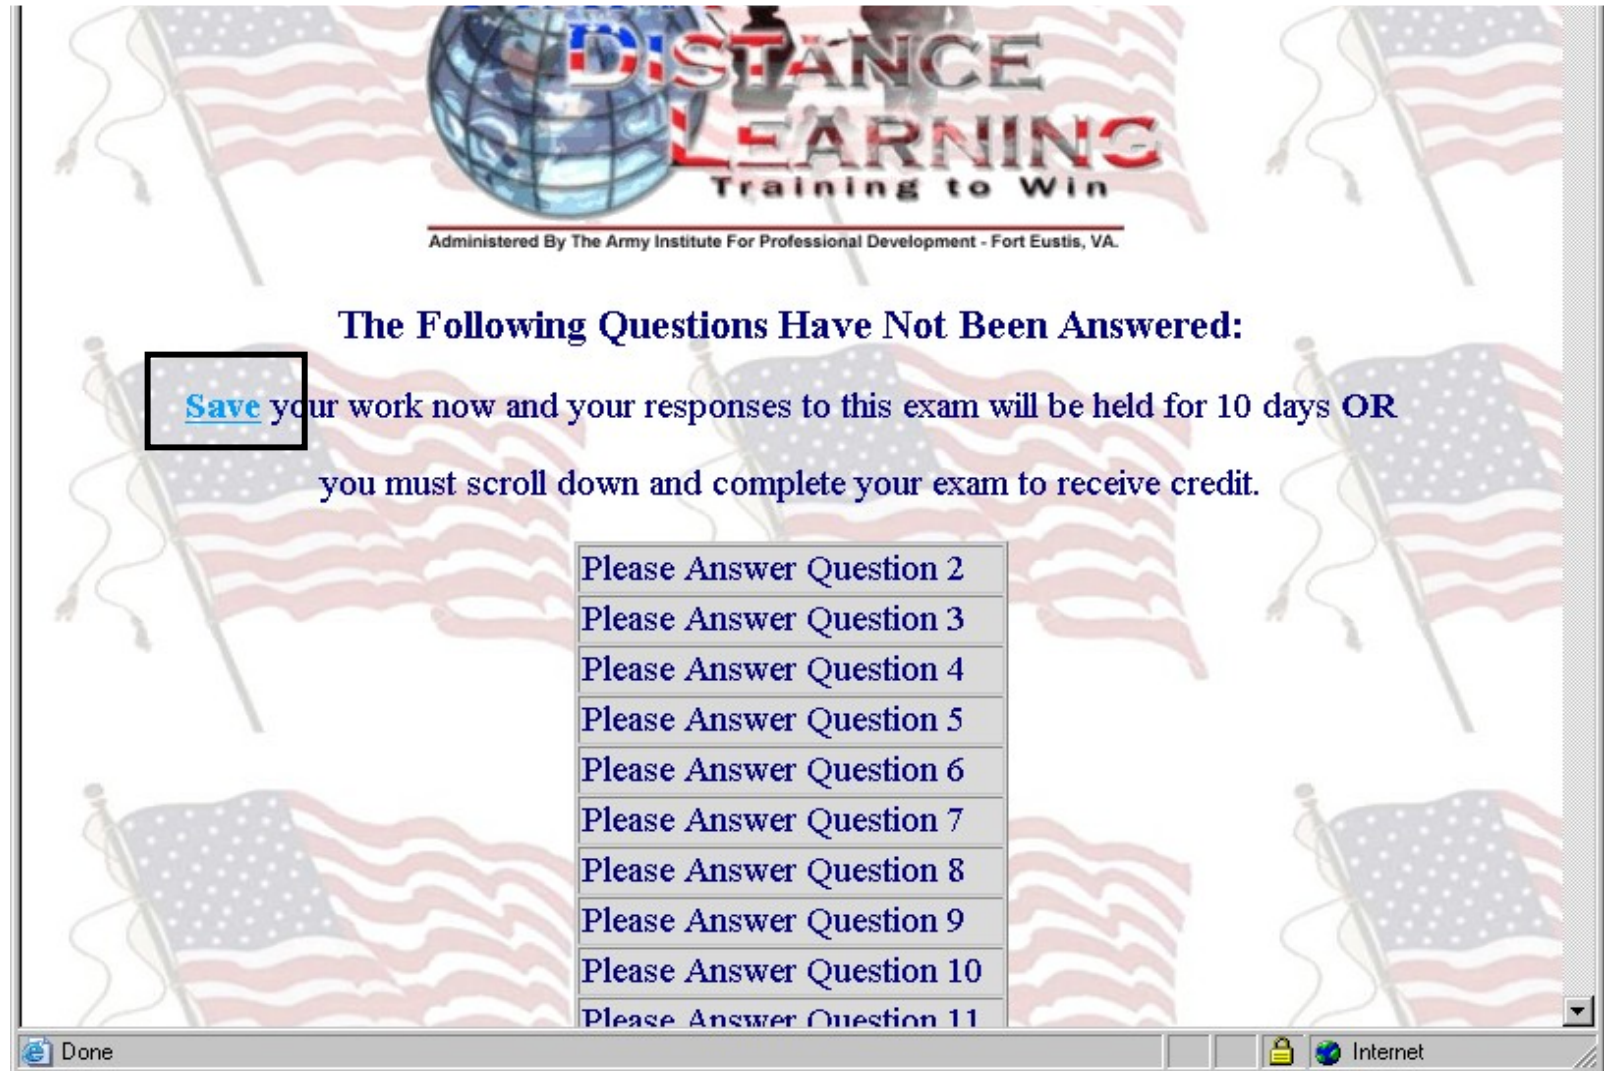 DISTANCE
LEARNING
Training to Win
Administered By The Army Institute For Professional Development - Fort Eustis, VA.
The Following Questions Have Not Been Answered:
Save your work now and your responses to this exam will be held for 10 days OR
you must scroll down and complete your exam to receive credit.
Please Answer Question 2
Please Answer Question 3
Please Answer Question 4
Please Answer Question 5
Please Answer Question 6
Please Answer Question 7
Please Answer Question 8
Please Answer Question 9
Please Answer Question 10
Please Answer Question 11
Done
Internet